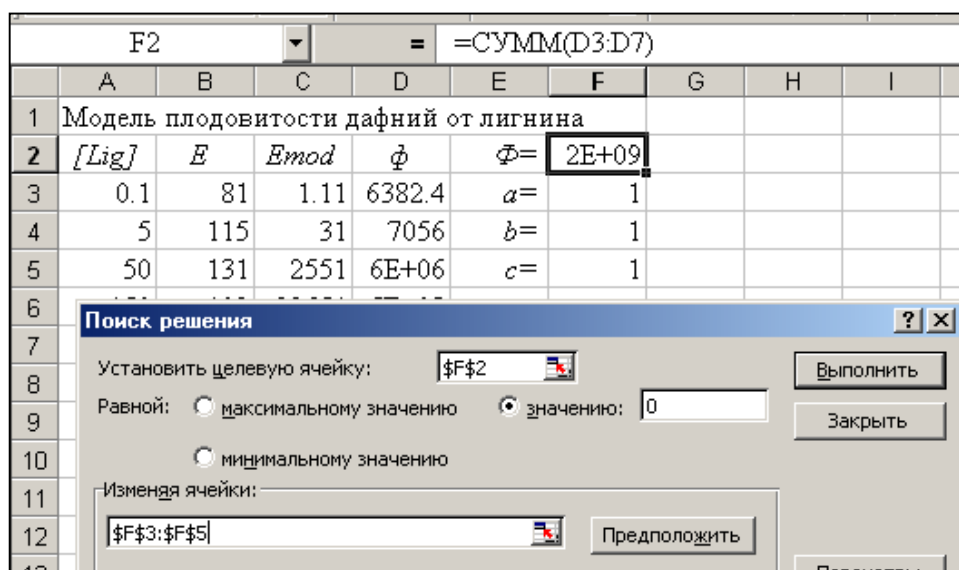 F2 = =СУММ(D3:D7)
A B C D E F G H I
1 Модель плодовитости дафний от лигнина
2 [Lig] E Emod ф Ф= 2E+09
3 0.1 81 1.11 6382.4 a= 1
4 5 115 31 7056 b= 1
5 50 131 2551 6E+06 c= 1
6
Поиск решения
7
Установить целевую ячейку: $F$2 Выполнить
8
Равной: максимальному значению значению: 0 Закрыть
9
10 минимальному значению
11 Изменяя ячейки:
12 $F$3:$F$5 Предположить